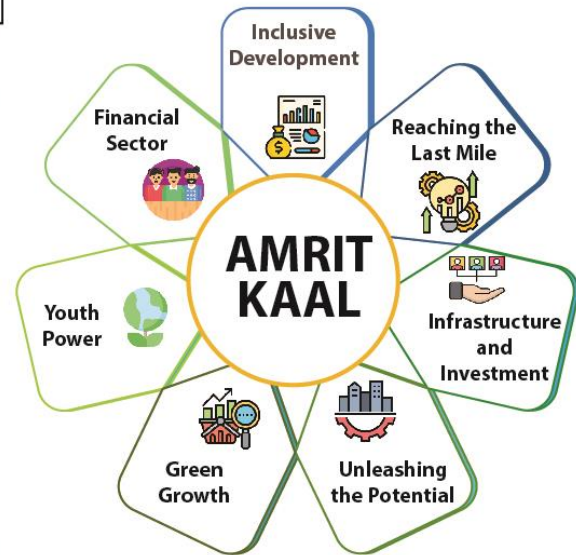 Inclusive
Development
Reaching the
Last Mile
Infrastructure
and
Investment
Unleashing
the Potential
Green
Growth
Youth
Power
Financial
Sector
AMRIT
KAAL